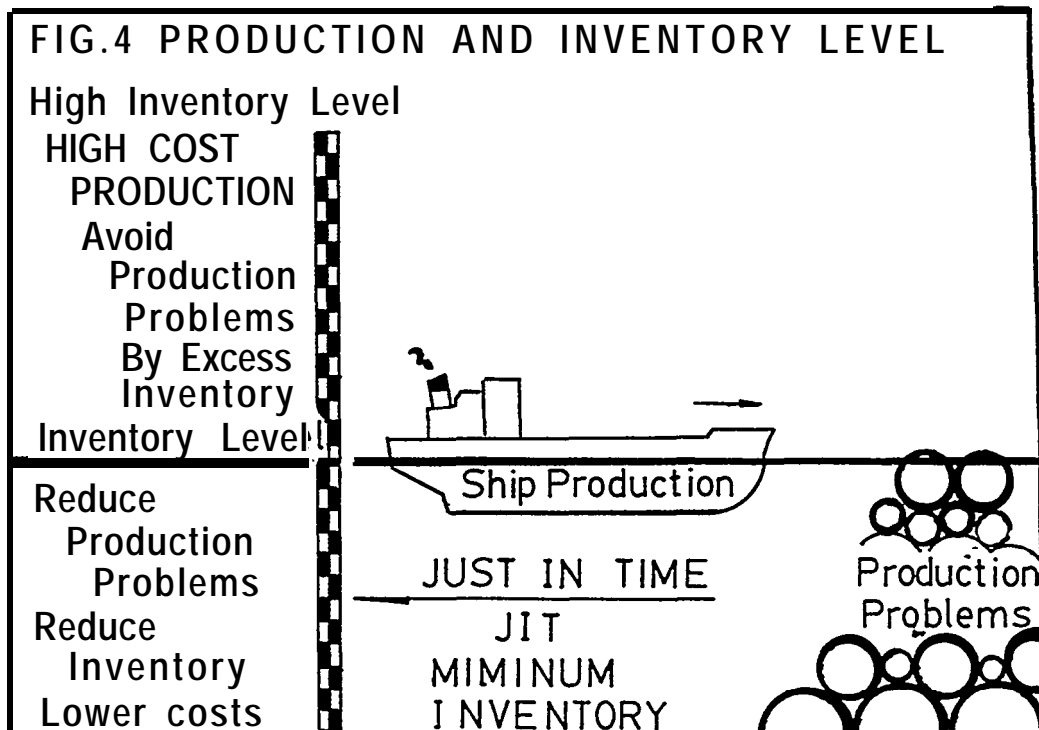 FIG.4 PRODUCTION AND INVENTORY LEVEL
High Inventory Level
HIGH COST
PRODUCTION
Avoid
Production
Problems
By Excess
Inventory
Inventory Level
Ship Production
Reduce
Production
Problems
Reduce
Inventory
Lower costs
JUST IN TIME
JIT
MIMINUM
INVENTORY
Production
Problems